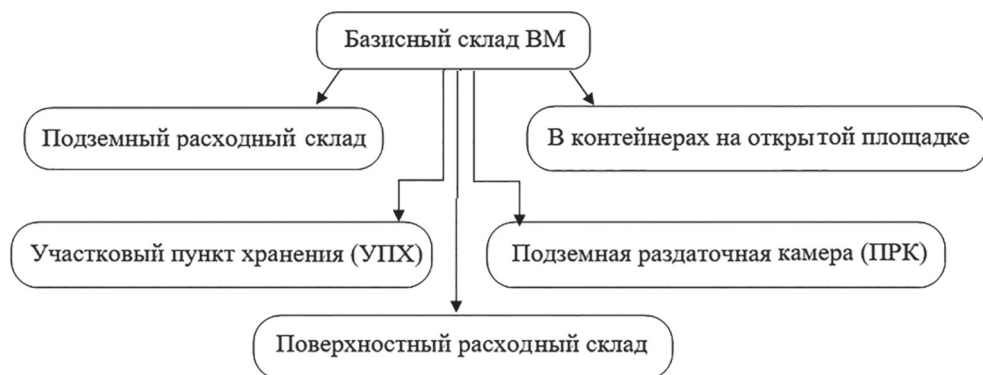 Базисный склад ВМ
Подземный расходный склад
В контейнерах на открытой площадке
Участковый пункт хранения (УПХ)
Подземная раздаточная камера (ПРК)
Поверхностный расходный склад